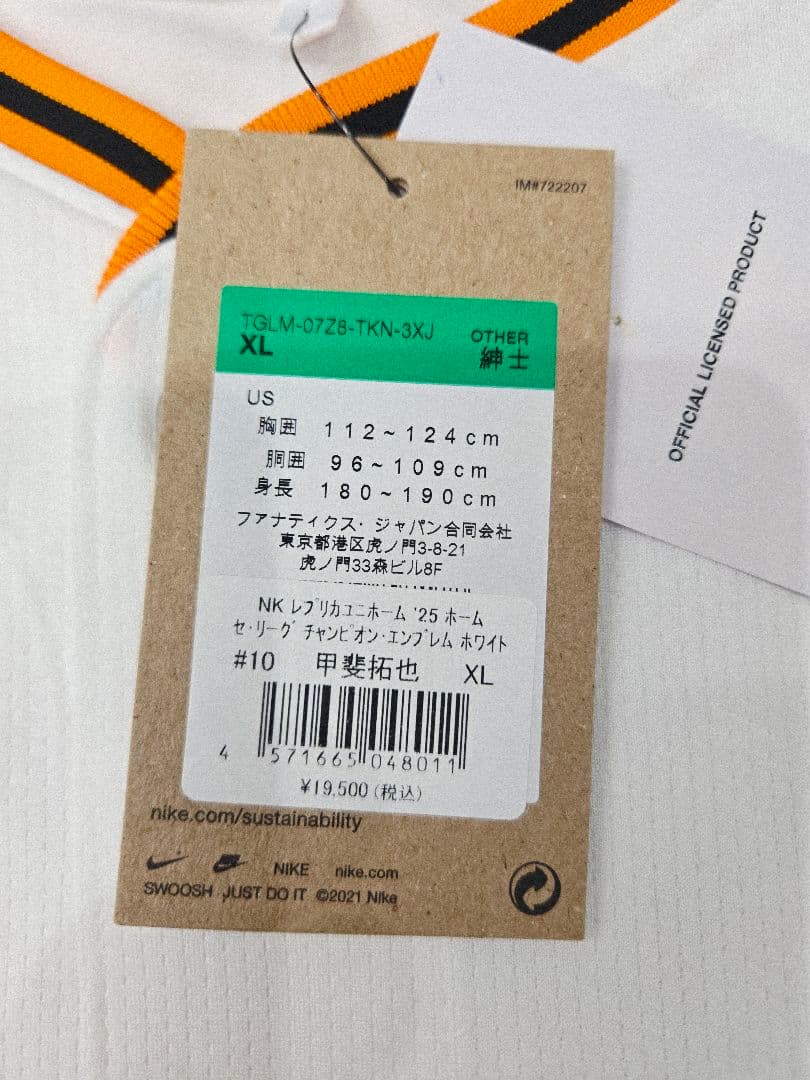 IM#722207
TGLM-07Z8-TKN-3XJ
XL
OTHER
紳士
US
胸囲 112~124cm
胴囲 96~109cm
身長 180~190cm
ファナティクス・ジャパン合同会社
東京都港区虎ノ門3-8-21
虎ノ門33森ビル8F
NK レプリカユニホーム '25 ホーム
セ・リーグ チャンピオン・エンブレム ホワイト
#10 甲斐拓也 XL
4 571665 048011
¥19,500(税込)
nike.com/sustainability
NIKE nike.com
SWOOSH JUST DO IT ©2021 Nike
OFFICIAL LICENSED PRODUCT